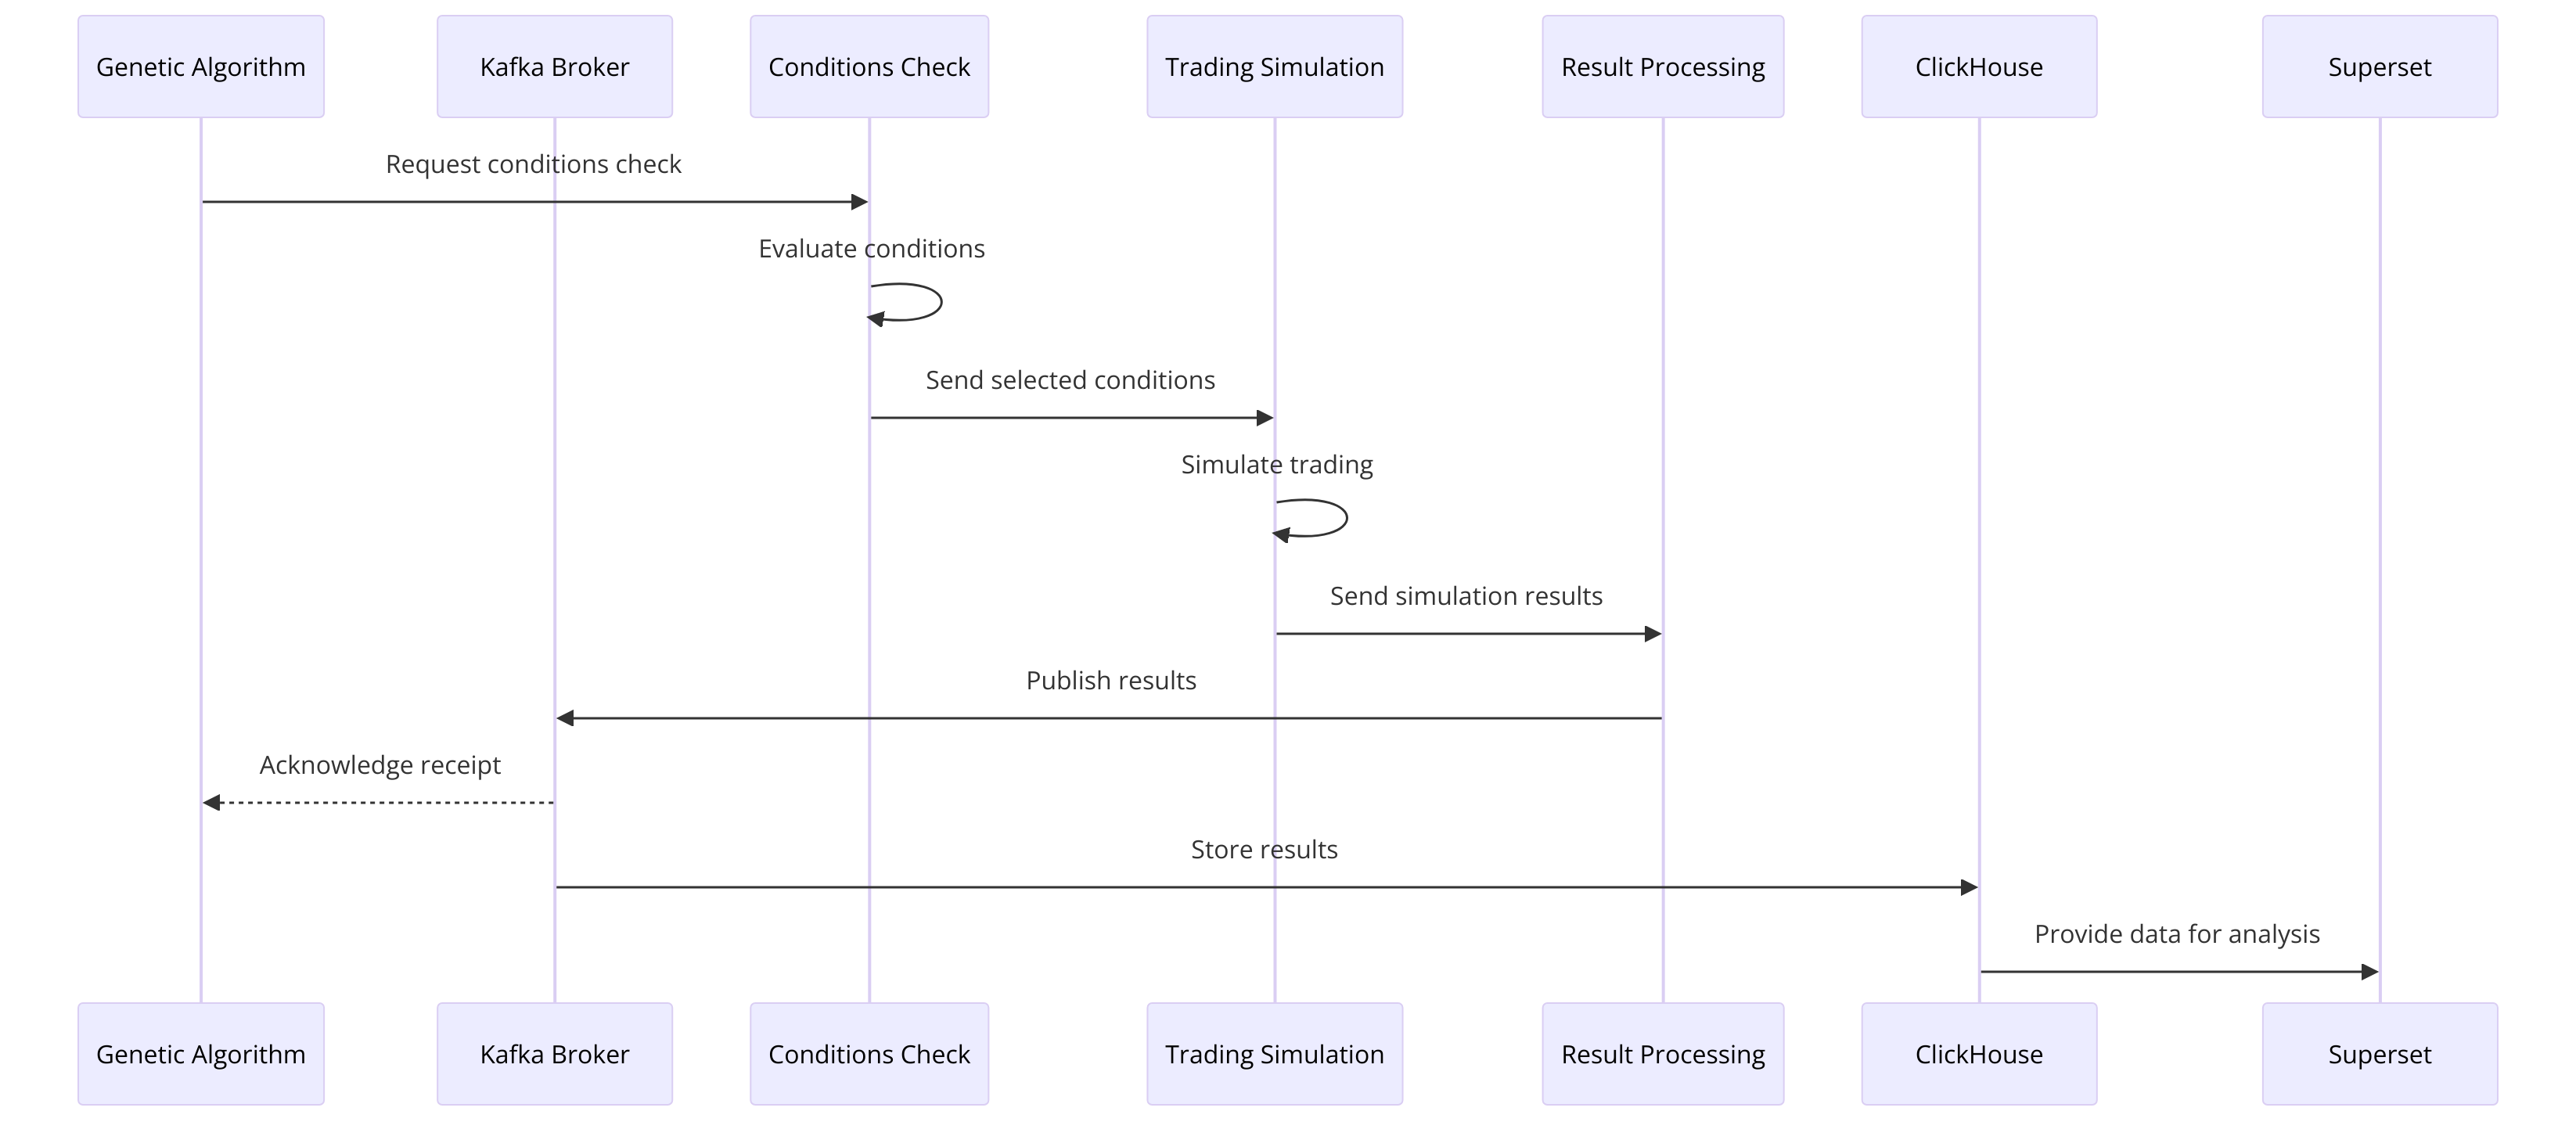 Genetic Algorithm
Kafka Broker
Conditions Check
Trading Simulation
Result Processing
ClickHouse
Superset
Request conditions check
Evaluate conditions
Send selected conditions
Simulate trading
Send simulation results
Publish results
Acknowledge receipt
Store results
Provide data for analysis
Genetic Algorithm
Kafka Broker
Conditions Check
Trading Simulation
Result Processing
ClickHouse
Superset